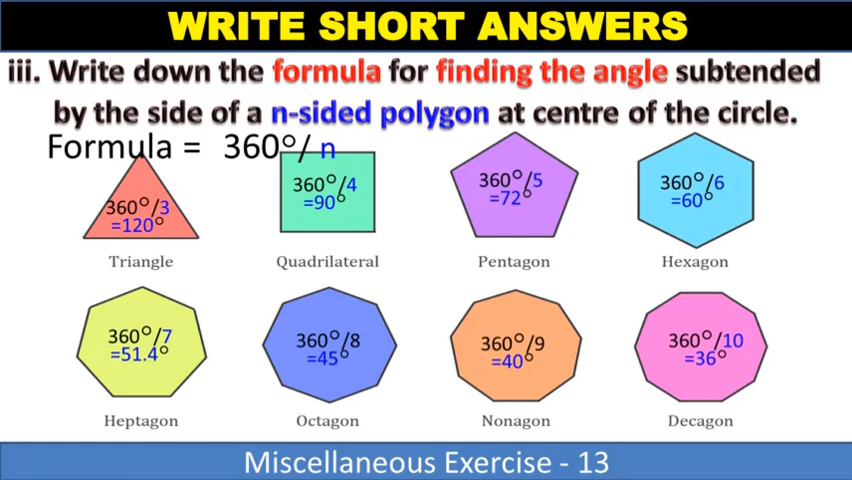 WRITE SHORT ANSWERS
iii. Write down the formula for finding the angle subtended
by the side of a n-sided polygon at centre of the circle.
Formula = 360°/ n
360°/3
=120°
Triangle
360°/4
=90°
Quadrilateral
360°/5
=72°
Pentagon
360°/6
=60°
Hexagon
360°/7
=51.4°
Heptagon
360°/8
=45°
Octagon
360°/9
=40°
Nonagon
360°/10
=36°
Decagon
Miscellaneous Exercise - 13